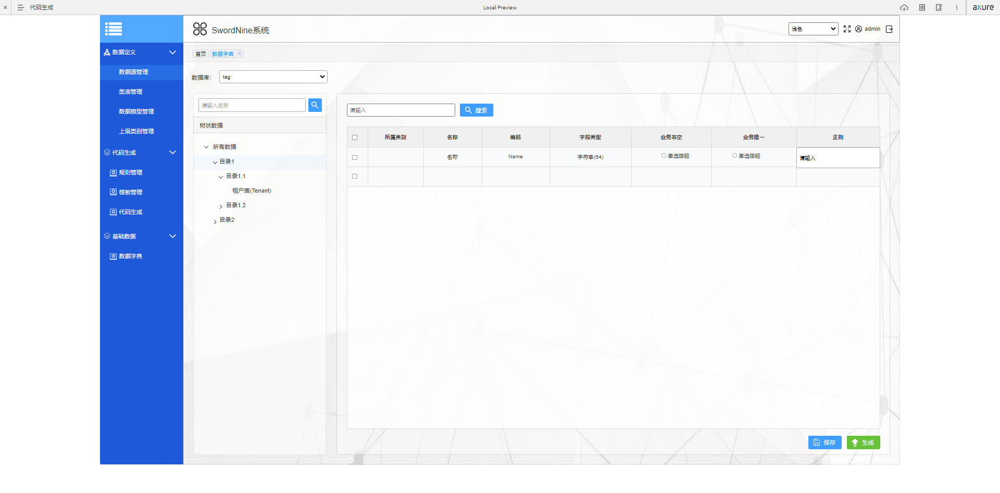 代码生成
Local Preview
axure
SwordNine系统
浅色
admin
数据定义
数据源管理
类表管理
数据模型管理
上级类别管理
代码生成
规则管理
模板管理
代码生成
基础数据
数据字典
首页
数据字典
数据库：
tag
请输入名称
树状数据
所有数据
目录1
目录1.1
租户表(Tenant)
目录1.2
目录2
请输入
搜索
所属类别 名称 编码 字段类型 业务非空 业务唯一 正则
名称 Name 字符串(64) 单选按钮 单选按钮 请输入
保存
生成